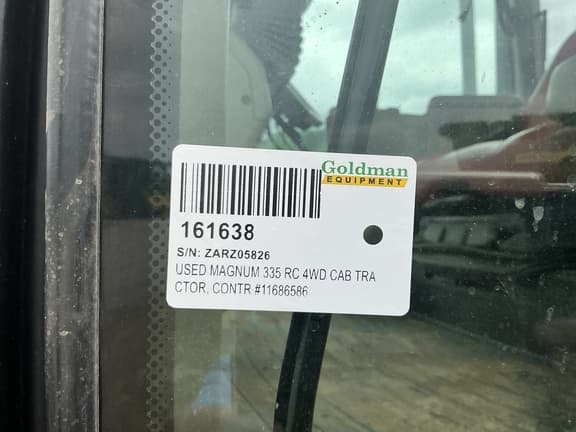 Goldman
EQUIPMENT
161638
S/N: ZARZ05826
USED MAGNUM 335 RC 4WD CAB TRA
CTOR, CONTR #11686586